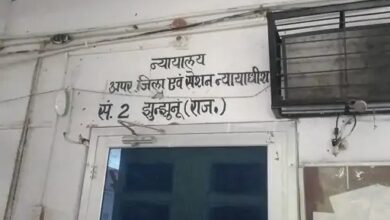 न्यायालय
अपर जिला एवं सेशन न्यायाधीश
सं. 2 झुन्झुनू (राज.)